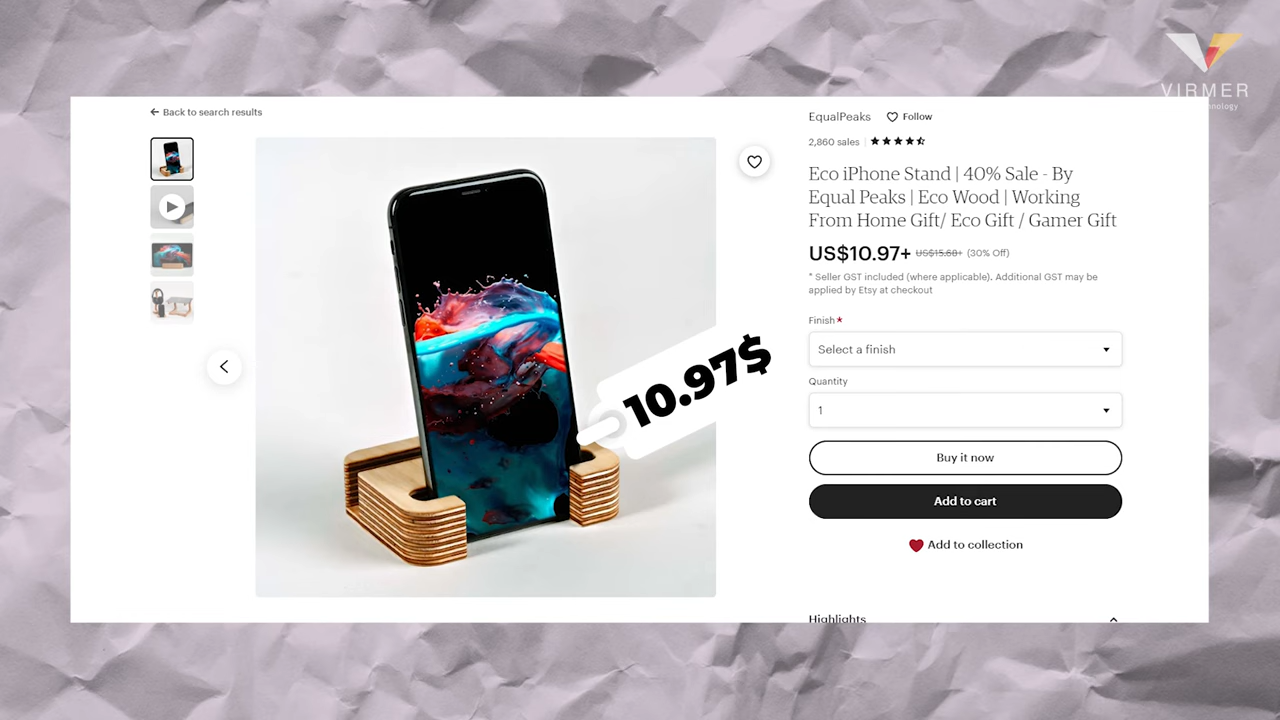 VIRMER
← Back to search results
EqualPeaks
Follow
2,860 sales
Eco iPhone Stand | 40% Sale - By
Equal Peaks | Eco Wood | Working
From Home Gift/ Eco Gift / Gamer Gift
US$10.97+ US$15.68+ (30% Off)
* Seller GST included (where applicable). Additional GST may be
applied by Etsy at checkout
Finish *
Select a finish
Quantity
1
Buy it now
Add to cart
Add to collection
Highlights
10.97$